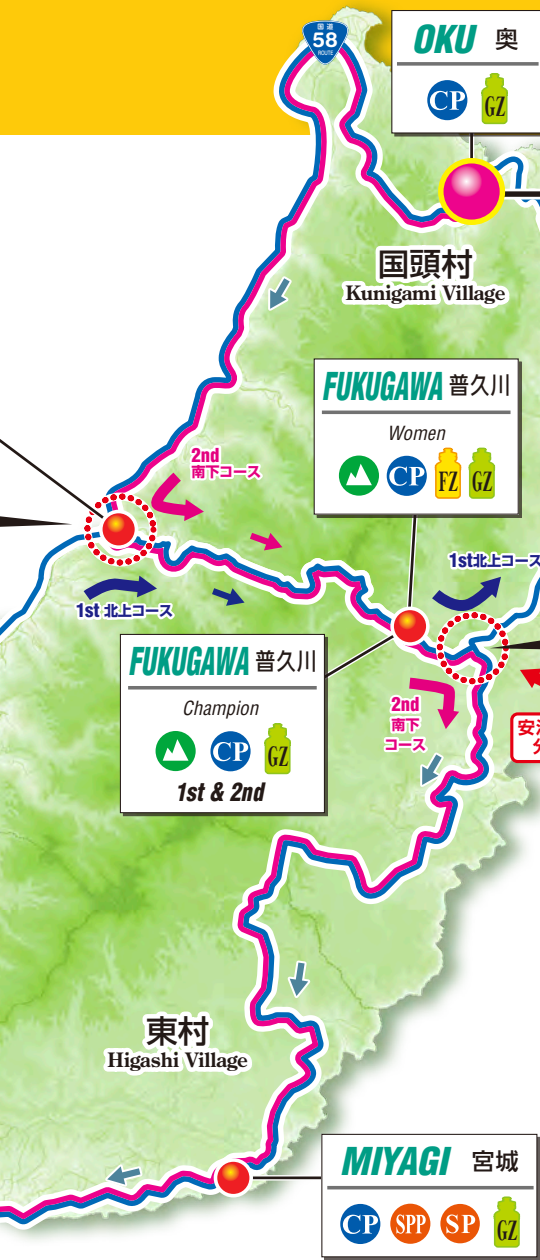 国道
58
ROUTE
OKU 奥
CP GZ
国頭村
Kunigami Village
FUKUGAWA 普久川
Women
CP FZ GZ
2nd
南下コース
1st北上コース
1st 北上コース
FUKUGAWA 普久川
Champion
CP GZ
1st & 2nd
2nd
南下
コース
東村
Higashi Village
MIYAGI 宮城
CP SPP SP GZ